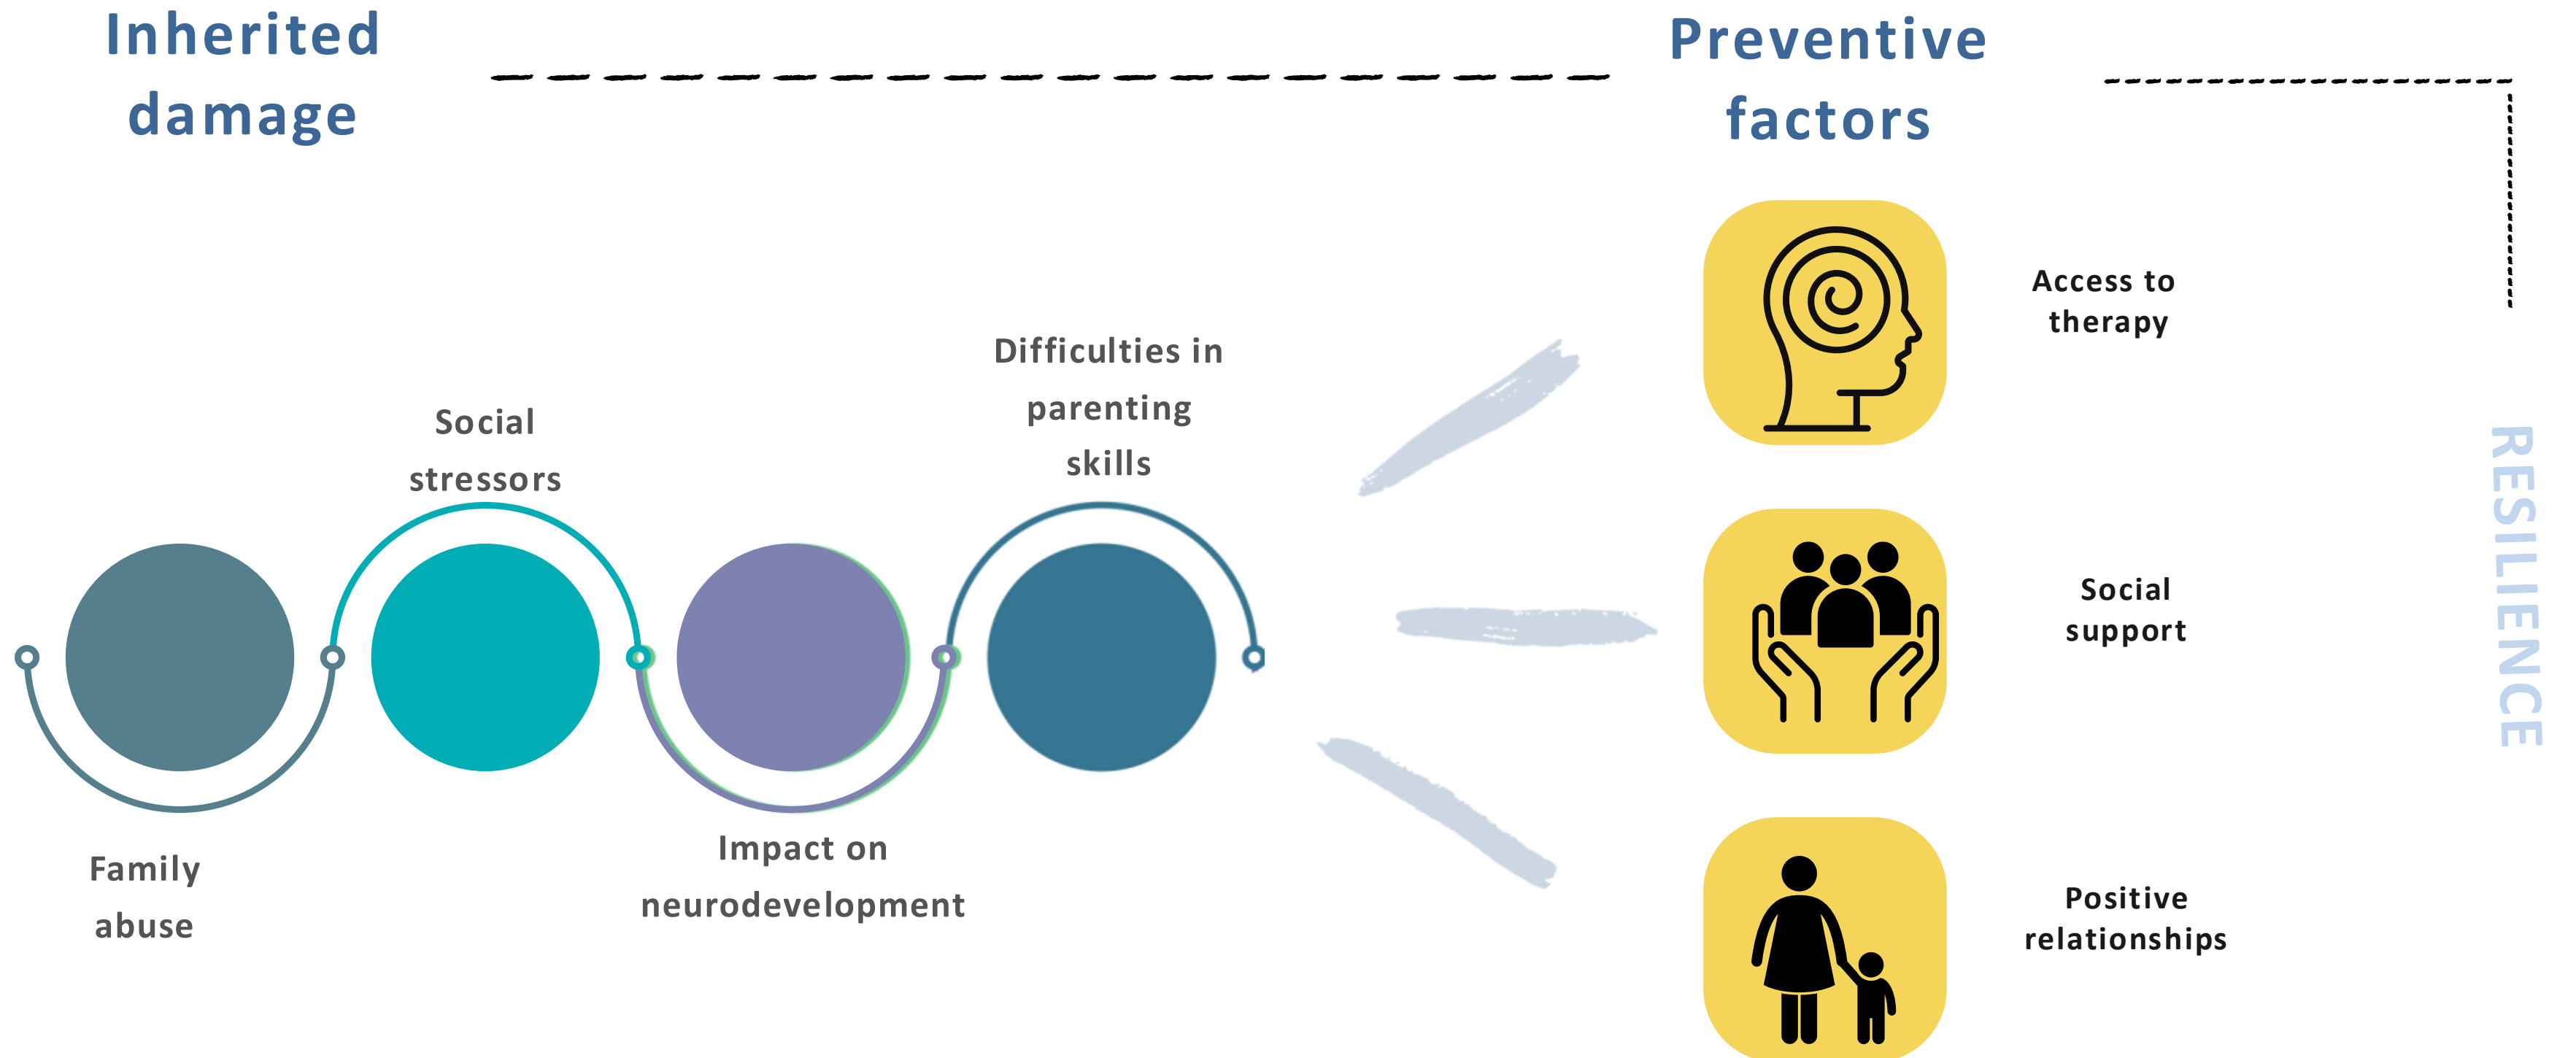 Inherited
damage
Preventive
factors
Social
stressors
Difficulties in
parenting
skills
Family
abuse
Impact on
neurodevelopment
Access to
therapy
Social
support
Positive
relationships
RESILIENCE